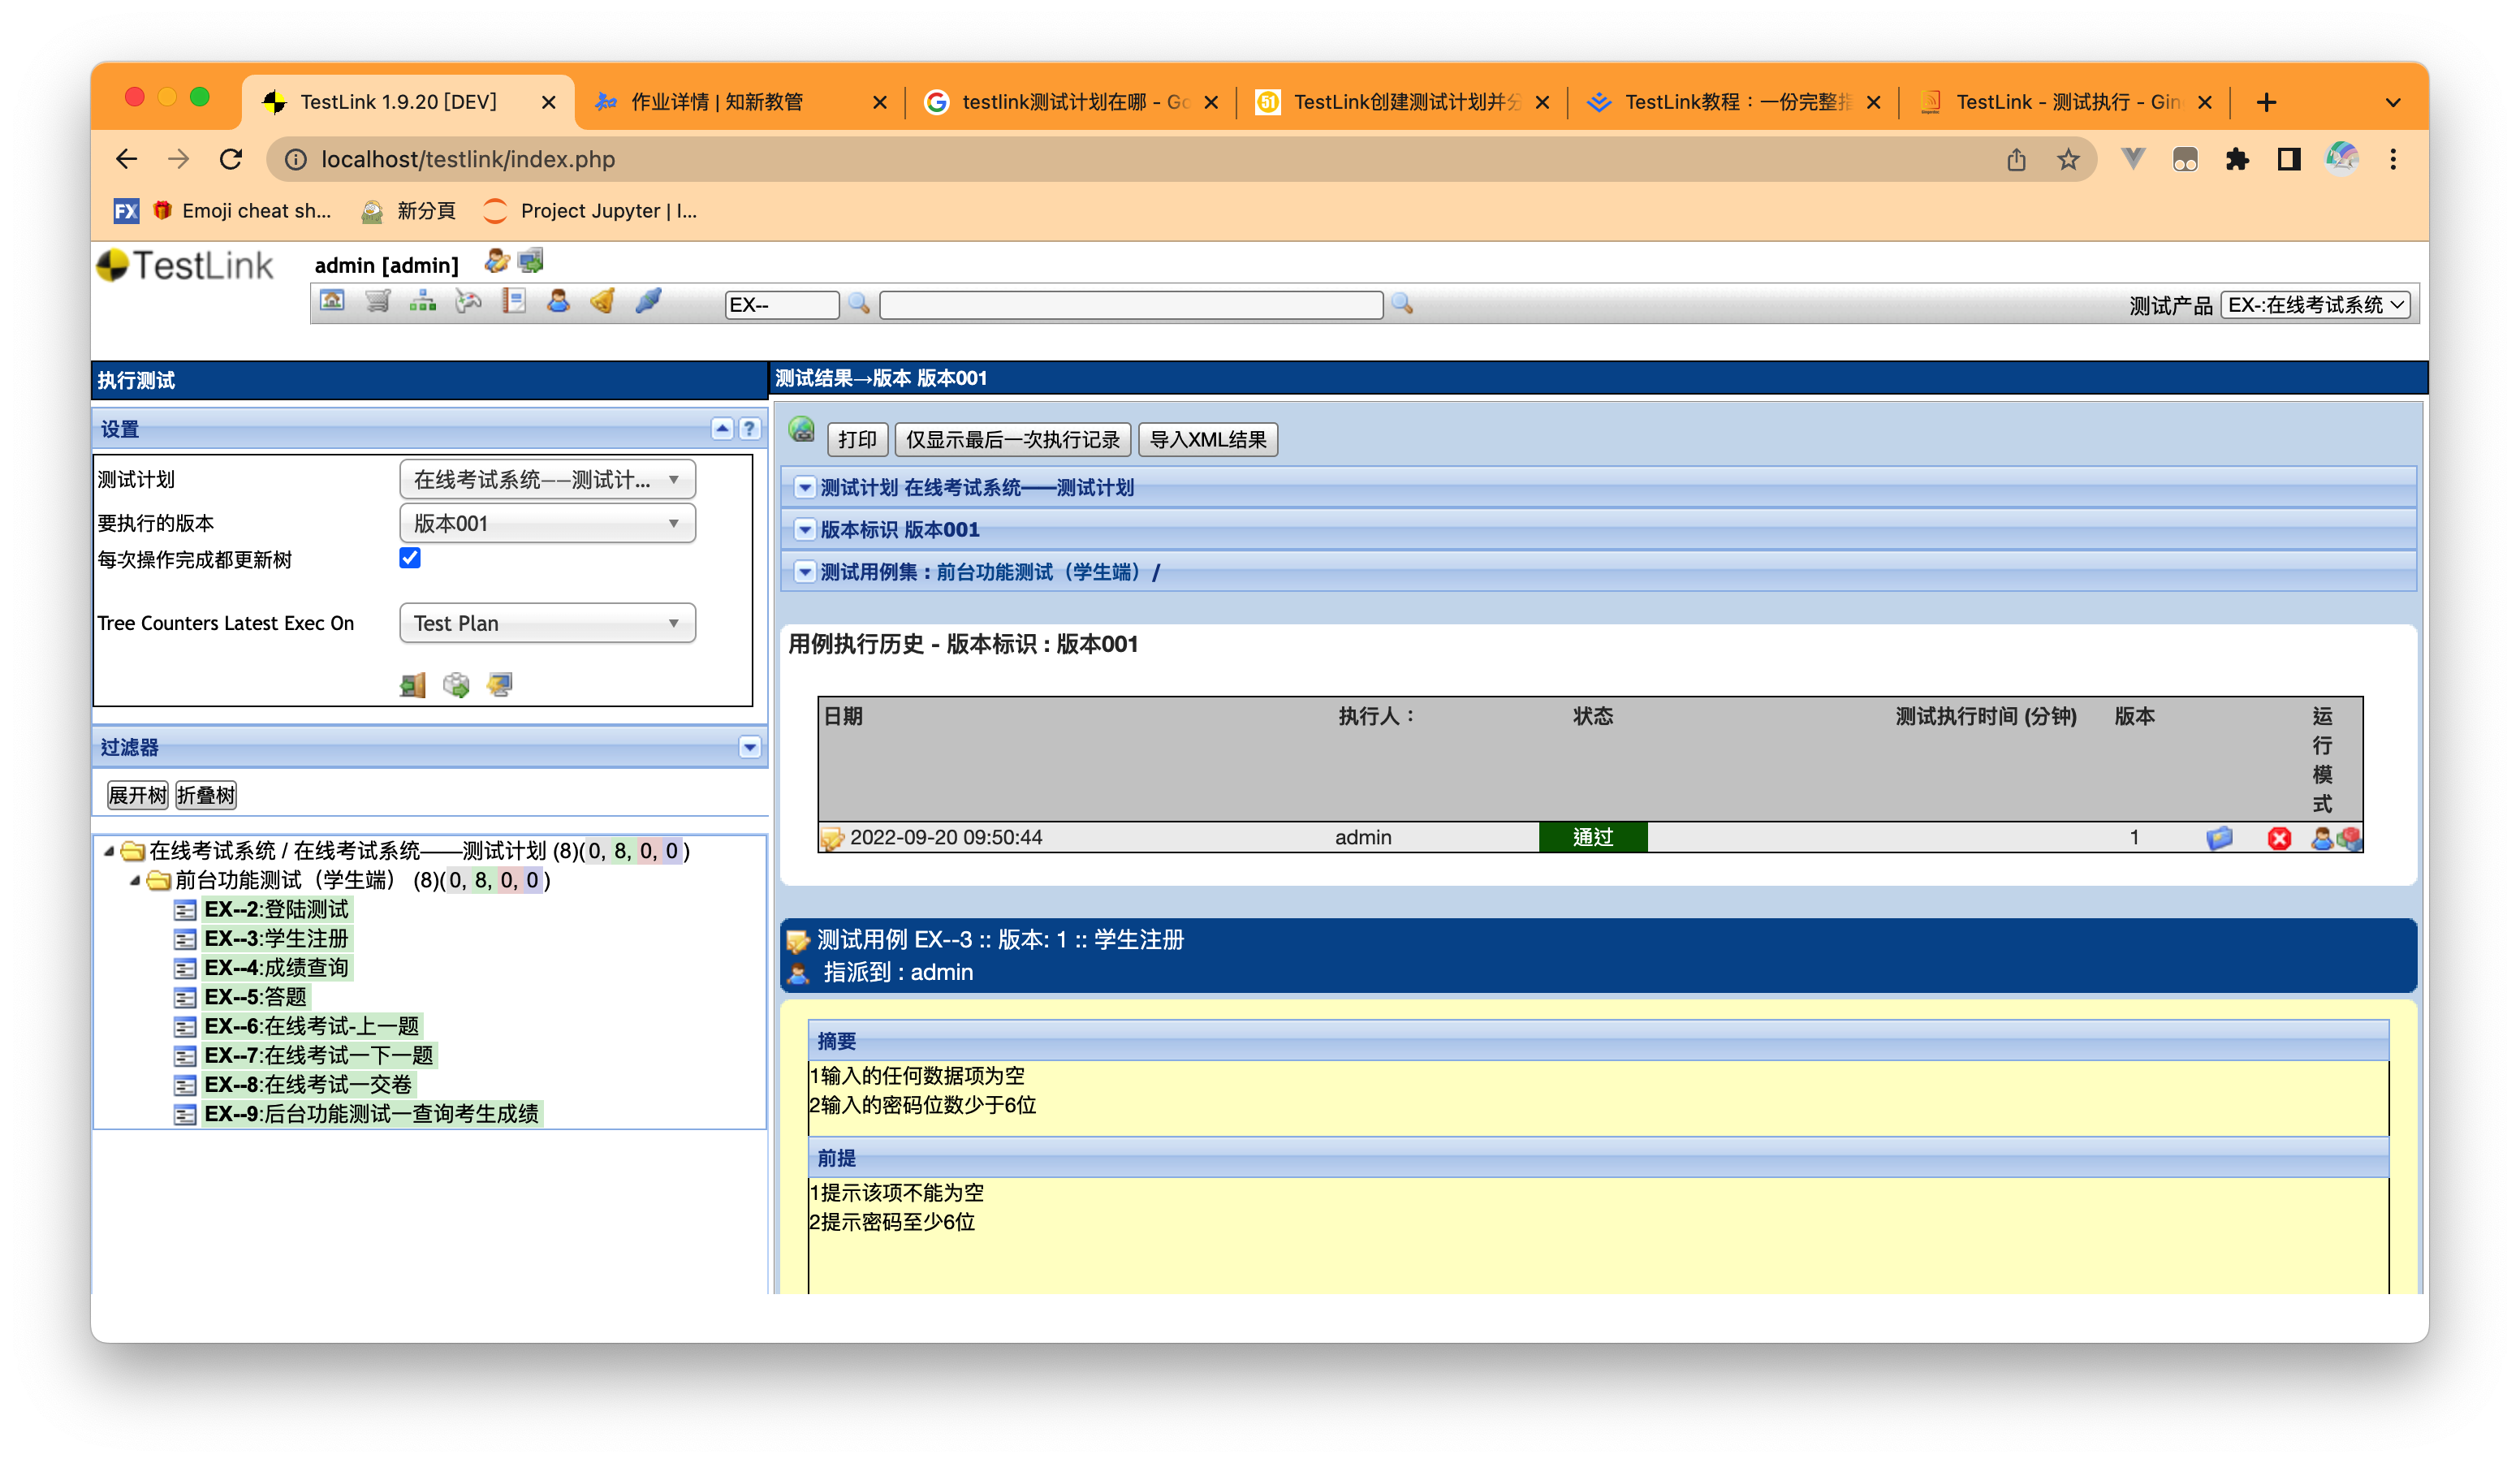 TestLink 1.9.20 [DEV]
作业详情 | 知新教管
testlink测试计划在哪 - Go
TestLink创建测试计划并分
TestLink教程：一份完整指
TestLink - 测试执行 - Gin
localhost/testlink/index.php
FX
Emoji cheat sh...
新分頁
Project Jupyter | I...
TestLink
admin [admin]
EX--
测试产品
EX-:在线考试系统
执行测试
设置
测试计划
在线考试系统——测试计...
要执行的版本
版本001
每次操作完成都更新树
Tree Counters Latest Exec On
Test Plan
过滤器
展开树
折叠树
在线考试系统 / 在线考试系统——测试计划 (8)(0, 8, 0, 0)
前台功能测试（学生端） (8)(0, 8, 0, 0)
EX--2:登陆测试
EX--3:学生注册
EX--4:成绩查询
EX--5:答题
EX--6:在线考试-上一题
EX--7:在线考试一下一题
EX--8:在线考试一交卷
EX--9:后台功能测试一查询考生成绩
测试结果→版本 版本001
打印
仅显示最后一次执行记录
导入XML结果
测试计划 在线考试系统——测试计划
版本标识 版本001
测试用例集 : 前台功能测试（学生端） /
用例执行历史 - 版本标识 : 版本001
日期
执行人：
状态
测试执行时间 (分钟)
版本
运行模式
2022-09-20 09:50:44
admin
通过
1
测试用例 EX--3 :: 版本: 1 :: 学生注册
指派到 : admin
摘要
1输入的任何数据项为空
2输入的密码位数少于6位
前提
1提示该项不能为空
2提示密码至少6位